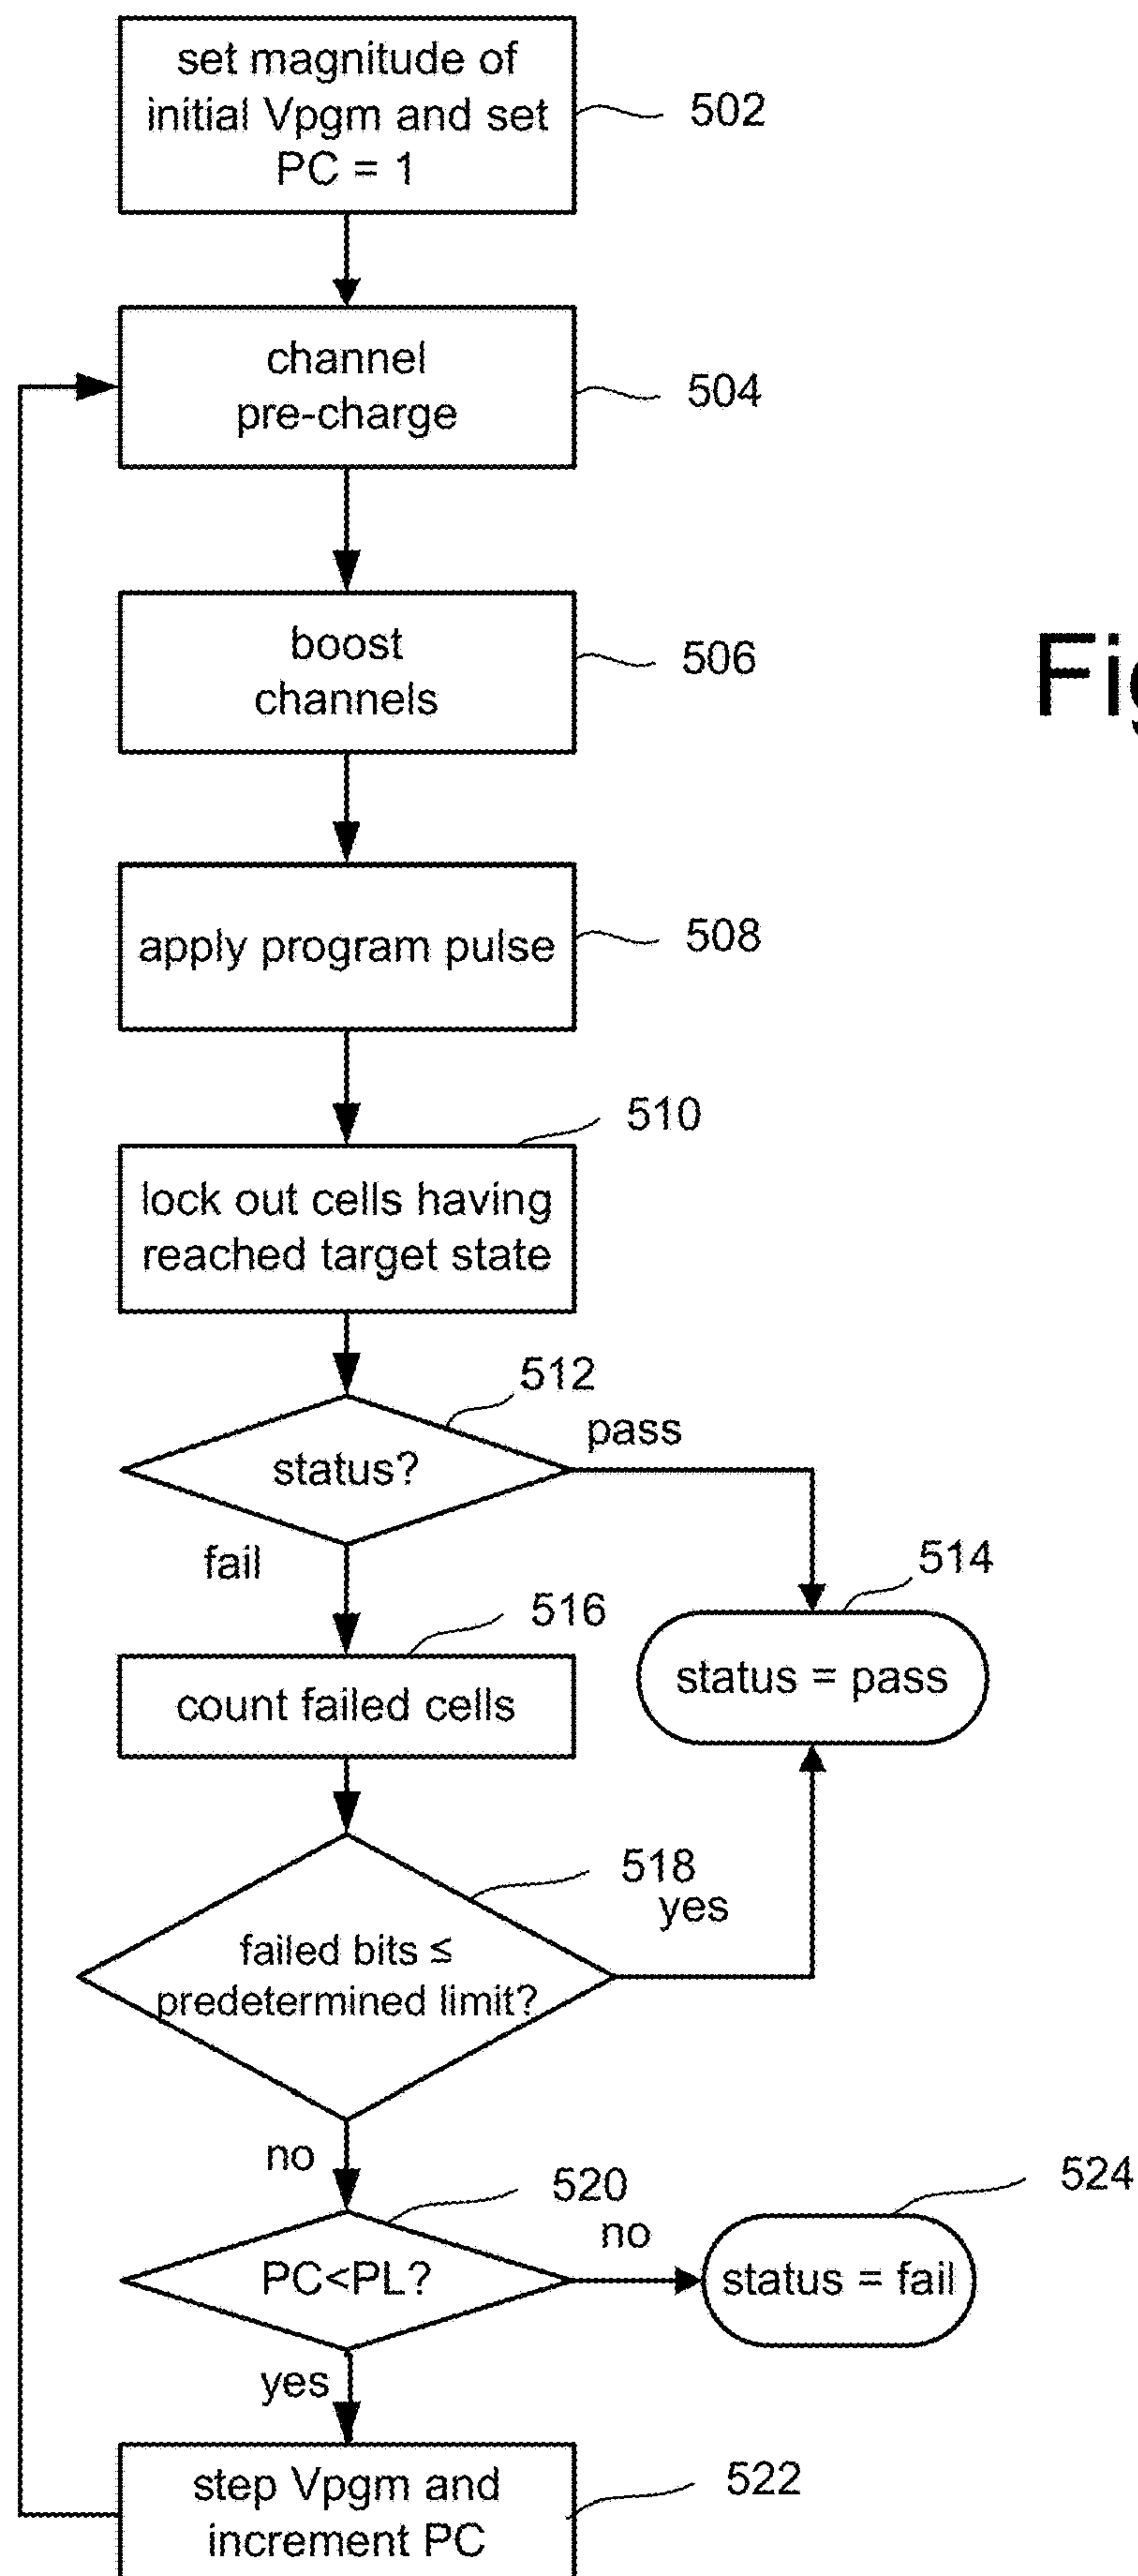 set magnitude of
initial Vpgm and set
PC = 1
502
channel
pre-charge
504
boost
channels
506
apply program pulse
508
510
lock out cells having
reached target state
512
status?
pass
fail
514
status = pass
516
count failed cells
518
yes
failed bits ≤
predetermined limit?
no
520
PC<PL?
no
524
status = fail
yes
step Vpgm and
increment PC
522